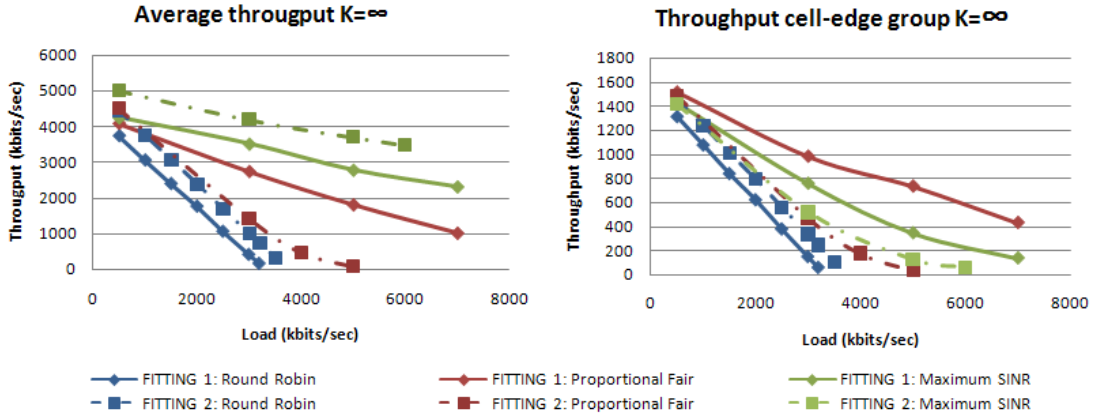 Average througput K=∞
Througput (kbits/sec)
6000
5000
4000
3000
2000
1000
0
0 2000 4000 6000 8000
Load (kbits/sec)
Throughput cell-edge group K=∞
Throughput (kbits/sec)
1800
1600
1400
1200
1000
800
600
400
200
0
0 2000 4000 6000 8000
Load (kbits/sec)
FITTING 1: Round Robin FITTING 1: Proportional Fair FITTING 1: Maximum SINR
FITTING 2: Round Robin FITTING 2: Proportional Fair FITTING 2: Maximum SINR